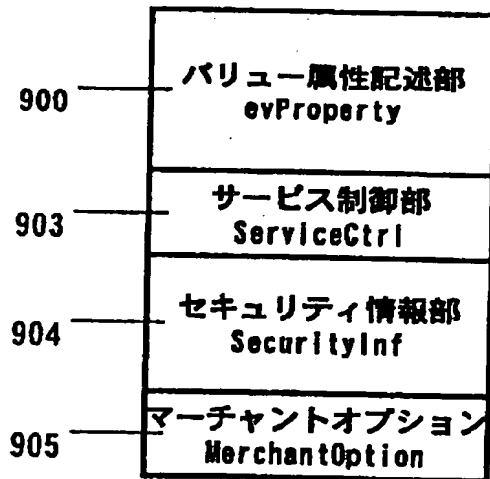 900
バリュー属性記述部
evProperty
903
サービス制御部
ServiceCtrl
904
セキュリティ情報部
SecurityInf
905
マーチャントオプション
MerchantOption